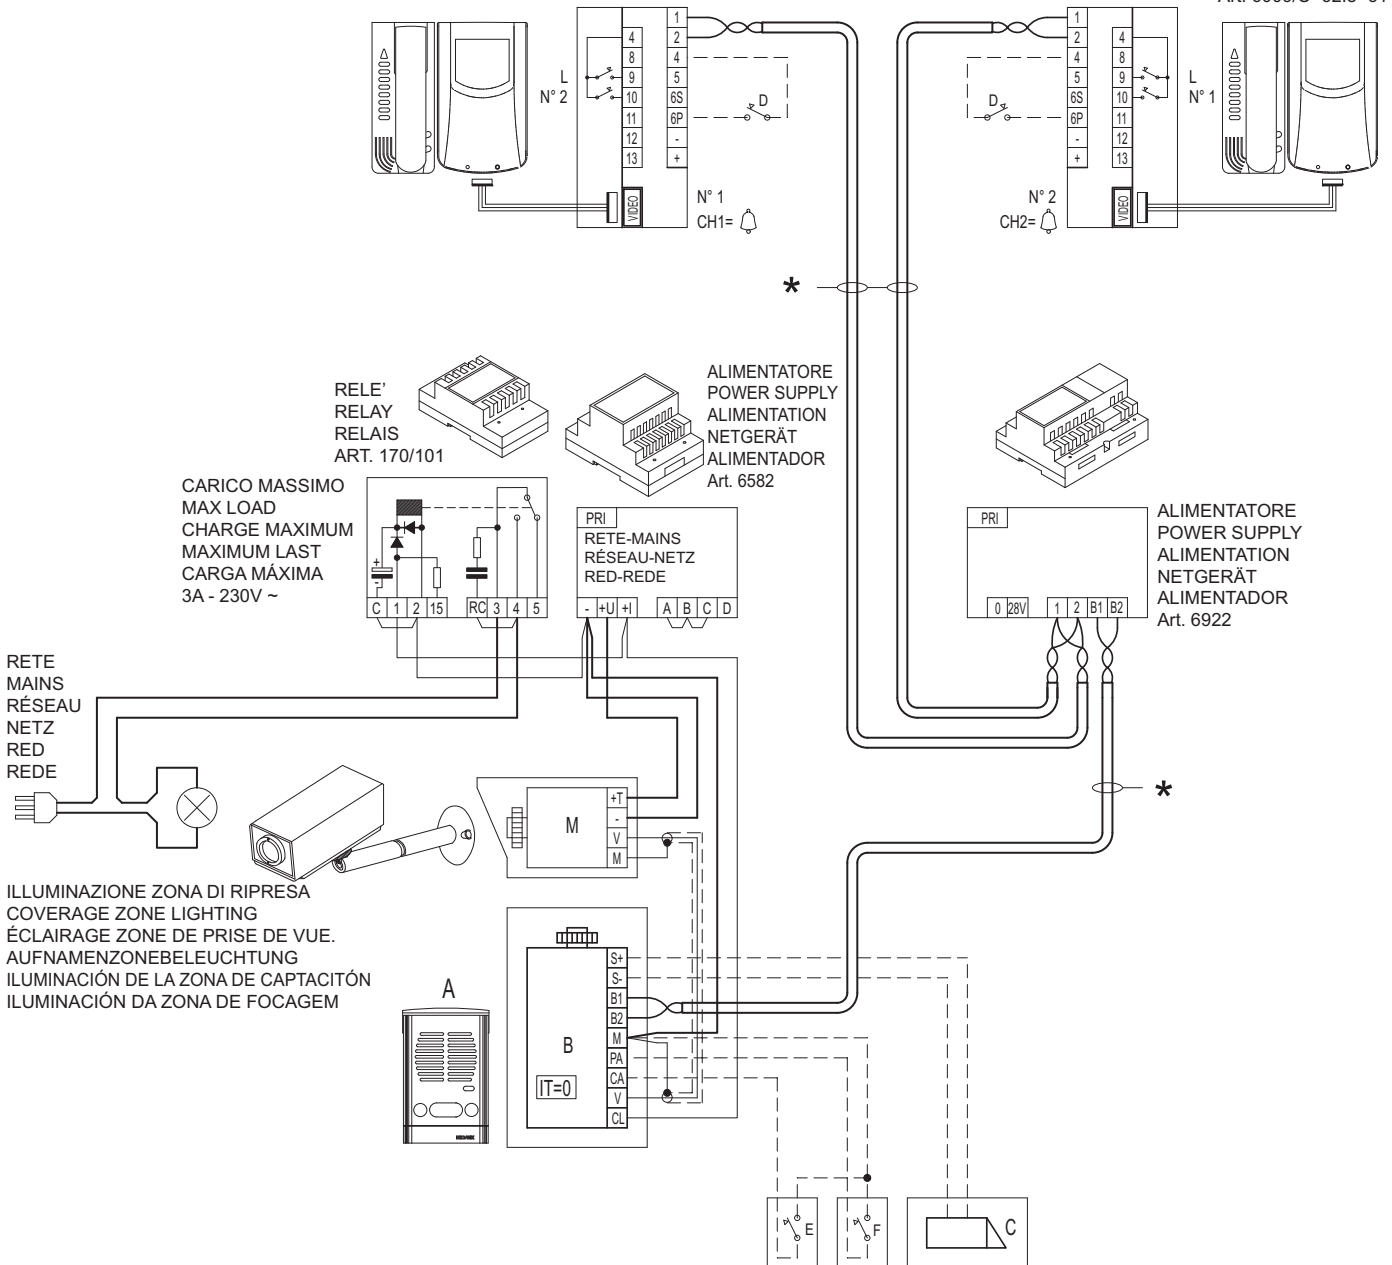 1
2
4
8
4
9
5
10
6S
11
6P
12
-
13
+
VIDEO
L
N° 2
D
N° 1
CH1=
1
2
4
4
8
5
9
6S
10
6P
11
-
12
+
13
VIDEO
D
L
N° 1
N° 2
CH2=
*
RELE'
RELAY
RELAIS
ART. 170/101
ALIMENTATORE
POWER SUPPLY
ALIMENTATION
NETGERÄT
ALIMENTADOR
Art. 6582
CARICO MASSIMO
MAX LOAD
CHARGE MAXIMUM
MAXIMUM LAST
CARGA MÁXIMA
3A - 230V ~
+
-
C 1 2 15 RC 3 4 5
PRI
RETE-MAINS
RÉSEAU-NETZ
RED-REDE
- +U +I A B C D
PRI
0 28V 1 2 B1 B2
ALIMENTATORE
POWER SUPPLY
ALIMENTATION
NETGERÄT
ALIMENTADOR
Art. 6922
RETE
MAINS
RÉSEAU
NETZ
RED
REDE
*
M
+T
-
V
M
ILLUMINAZIONE ZONA DI RIPRESA
COVERAGE ZONE LIGHTING
ÉCLAIRAGE ZONE DE PRISE DE VUE.
AUFNAMENZONEBELEUCHTUNG
ILUMINACIÓN DE LA ZONA DE CAPTACITÓN
ILUMINACIÓN DA ZONA DE FOCAGEM
A
B
IT=0
S+
S-
B1
B2
M
PA
CA
V
CL
E
F
C